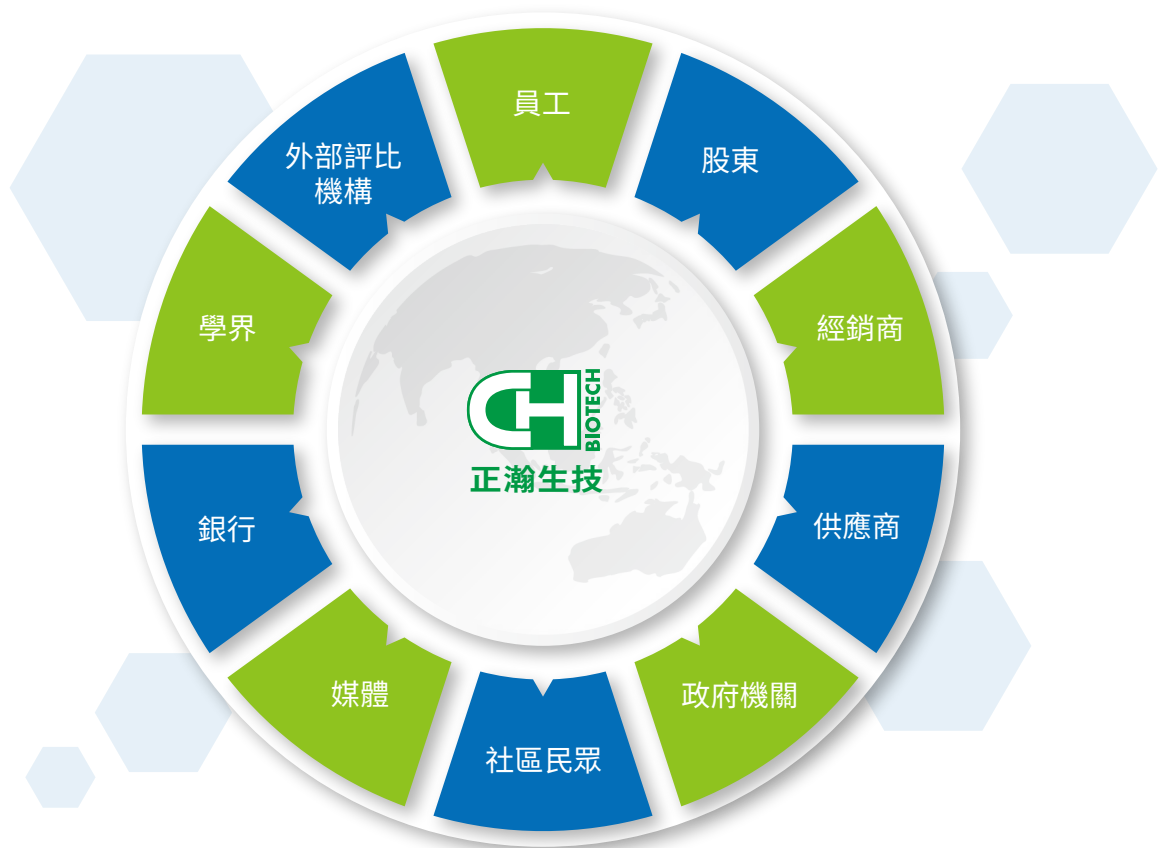 員工
股東
經銷商
供應商
政府機關
社區民眾
媒體
銀行
學界
外部評比
機構
CH
BIOTECH
正瀚生技